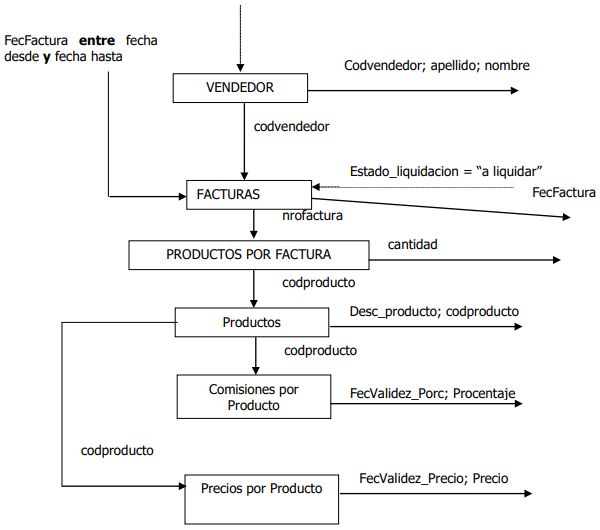 FecFactura entre fecha
desde y fecha hasta
Codvendedor; apellido; nombre
VENDEDOR
codvendedor
Estado_liquidacion = “a liquidar”
FACTURAS
FecFactura
nrofactura
PRODUCTOS POR FACTURA
cantidad
codproducto
Desc_producto; codproducto
Productos
codproducto
Comisiones por
Producto
FecValidez_Porc; Procentaje
codproducto
FecValidez_Precio; Precio
Precios por Producto